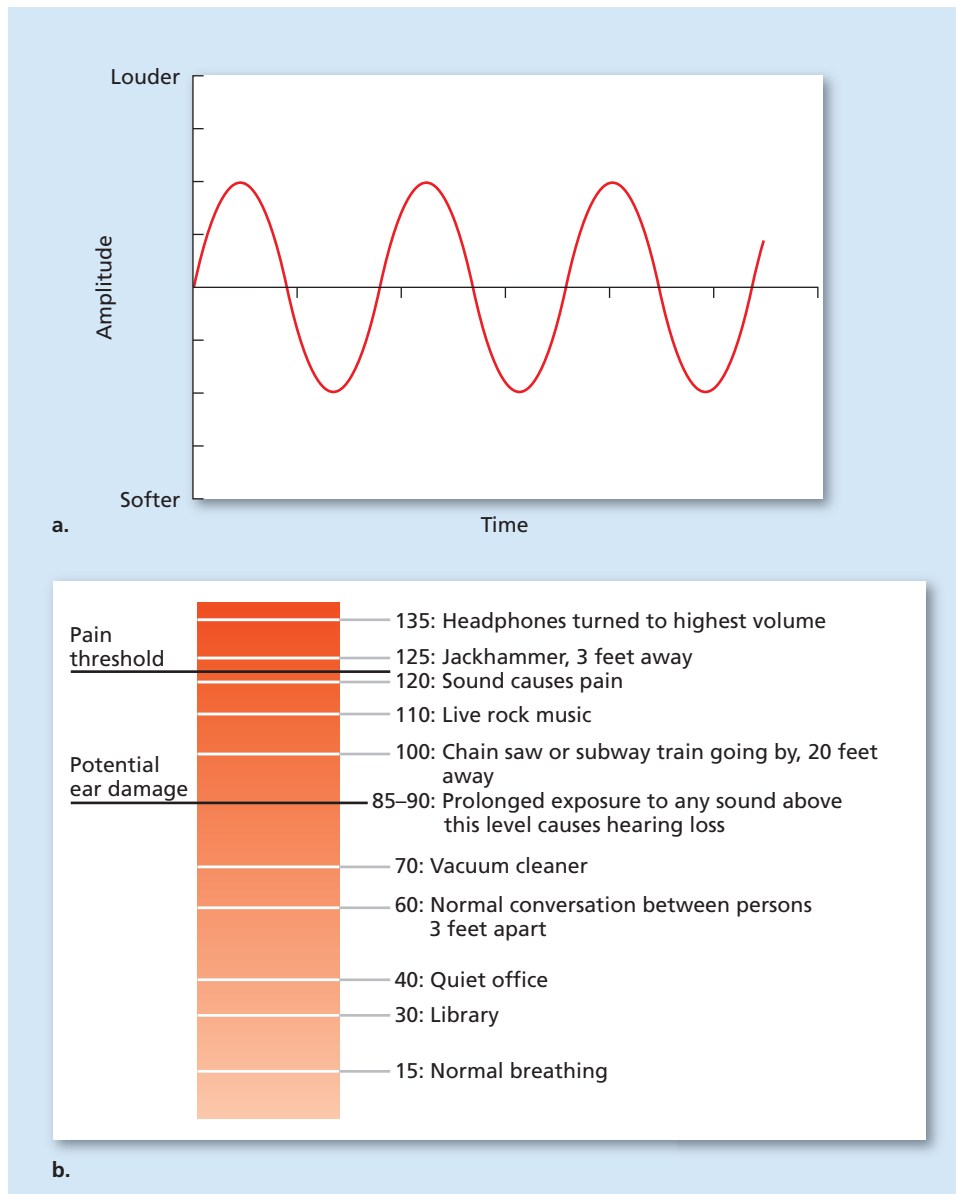 Louder
Amplitude
Softer
a.
Time
Pain
threshold
135: Headphones turned to highest volume
125: Jackhammer, 3 feet away
120: Sound causes pain
110: Live rock music
100: Chain saw or subway train going by, 20 feet
away
Potential
ear damage
85–90: Prolonged exposure to any sound above
this level causes hearing loss
70: Vacuum cleaner
60: Normal conversation between persons
3 feet apart
40: Quiet office
30: Library
15: Normal breathing
b.